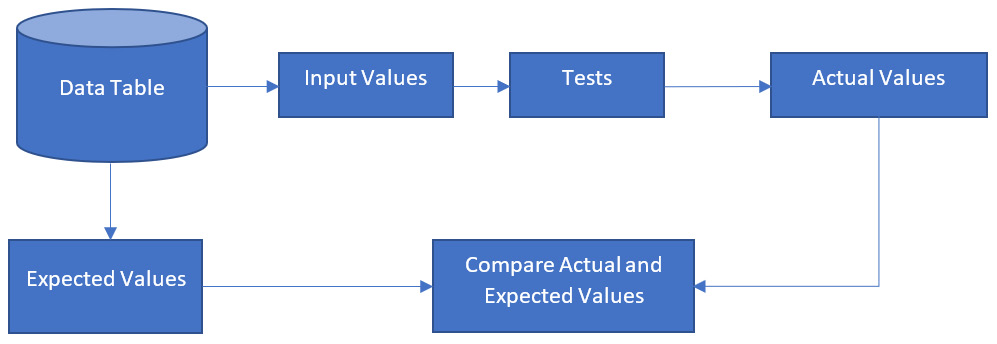 Data Table
Input Values
Tests
Actual Values
Expected Values
Compare Actual and
Expected Values